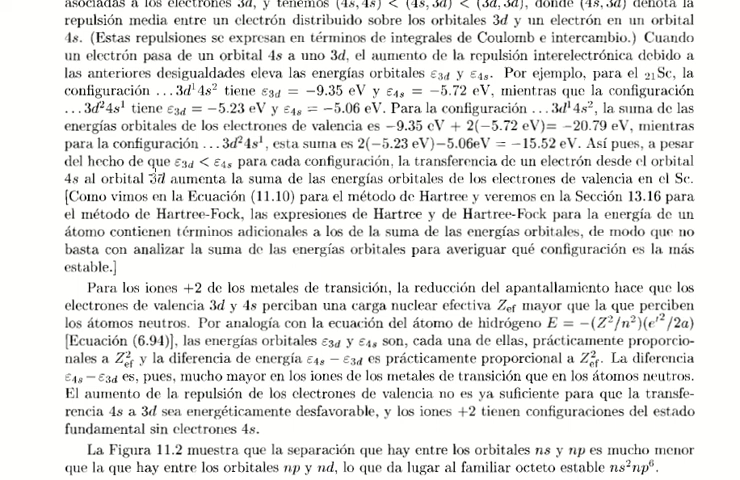 asociadas a los electrones 3d, y tenemos (4s, 4s) < (4s, 3d) < (3d, 3d), donde (4s, 3d) denota la
repulsión media entre un electrón distribuido sobre los orbitales 3d y un electrón en un orbital
4s. (Estas repulsiones se expresan en términos de integrales de Coulomb e intercambio.) Cuando
un electrón pasa de un orbital 4s a uno 3d, el aumento de la repulsión interelectrónica debido a
las anteriores desigualdades eleva las energías orbitales ε₃d y ε₄s. Por ejemplo, para el ₂₁Sc, la
configuración ...3d¹4s² tiene ε₃d = −9.35 eV y ε₄s = −5.72 eV, mientras que la configuración
...3d²4s¹ tiene ε₃d = −5.23 eV y ε₄s = −5.06 eV. Para la configuración ...3d¹4s², la suma de las
energías orbitales de los electrones de valencia es −9.35 eV + 2(−5.72 eV)= −20.79 eV, mientras
para la configuración ...3d²4s¹, esta suma es 2(−5.23 eV)−5.06eV = −15.52 eV. Así pues, a pesar
del hecho de que ε₃d < ε₄s para cada configuración, la transferencia de un electrón desde el orbital
4s al orbital 3d aumenta la suma de las energías orbitales de los electrones de valencia en el Sc.
[Como vimos en la Ecuación (11.10) para el método de Hartree y veremos en la Sección 13.16 para
el método de Hartree-Fock, las expresiones de Hartree y de Hartree-Fock para la energía de un
átomo contienen términos adicionales a los de la suma de las energías orbitales, de modo que no
basta con analizar la suma de las energías orbitales para averiguar qué configuración es la más
estable.]
Para los iones +2 de los metales de transición, la reducción del apantallamiento hace que los
electrones de valencia 3d y 4s perciban una carga nuclear efectiva Zef mayor que la que perciben
los átomos neutros. Por analogía con la ecuación del átomo de hidrógeno E = −(Z²/n²)(e′²/2a)
[Ecuación (6.94)], las energías orbitales ε₃d y ε₄s son, cada una de ellas, prácticamente proporcio-
nales a Z²ef y la diferencia de energía ε₄s − ε₃d es prácticamente proporcional a Z²ef. La diferencia
ε₄s−ε₃d es, pues, mucho mayor en los iones de los metales de transición que en los átomos neutros.
El aumento de la repulsión de los electrones de valencia no es ya suficiente para que la transfe-
rencia 4s a 3d sea energéticamente desfavorable, y los iones +2 tienen configuraciones del estado
fundamental sin electrones 4s.
La Figura 11.2 muestra que la separación que hay entre los orbitales ns y np es mucho menor
que la que hay entre los orbitales np y nd, lo que da lugar al familiar octeto estable ns²np⁶.